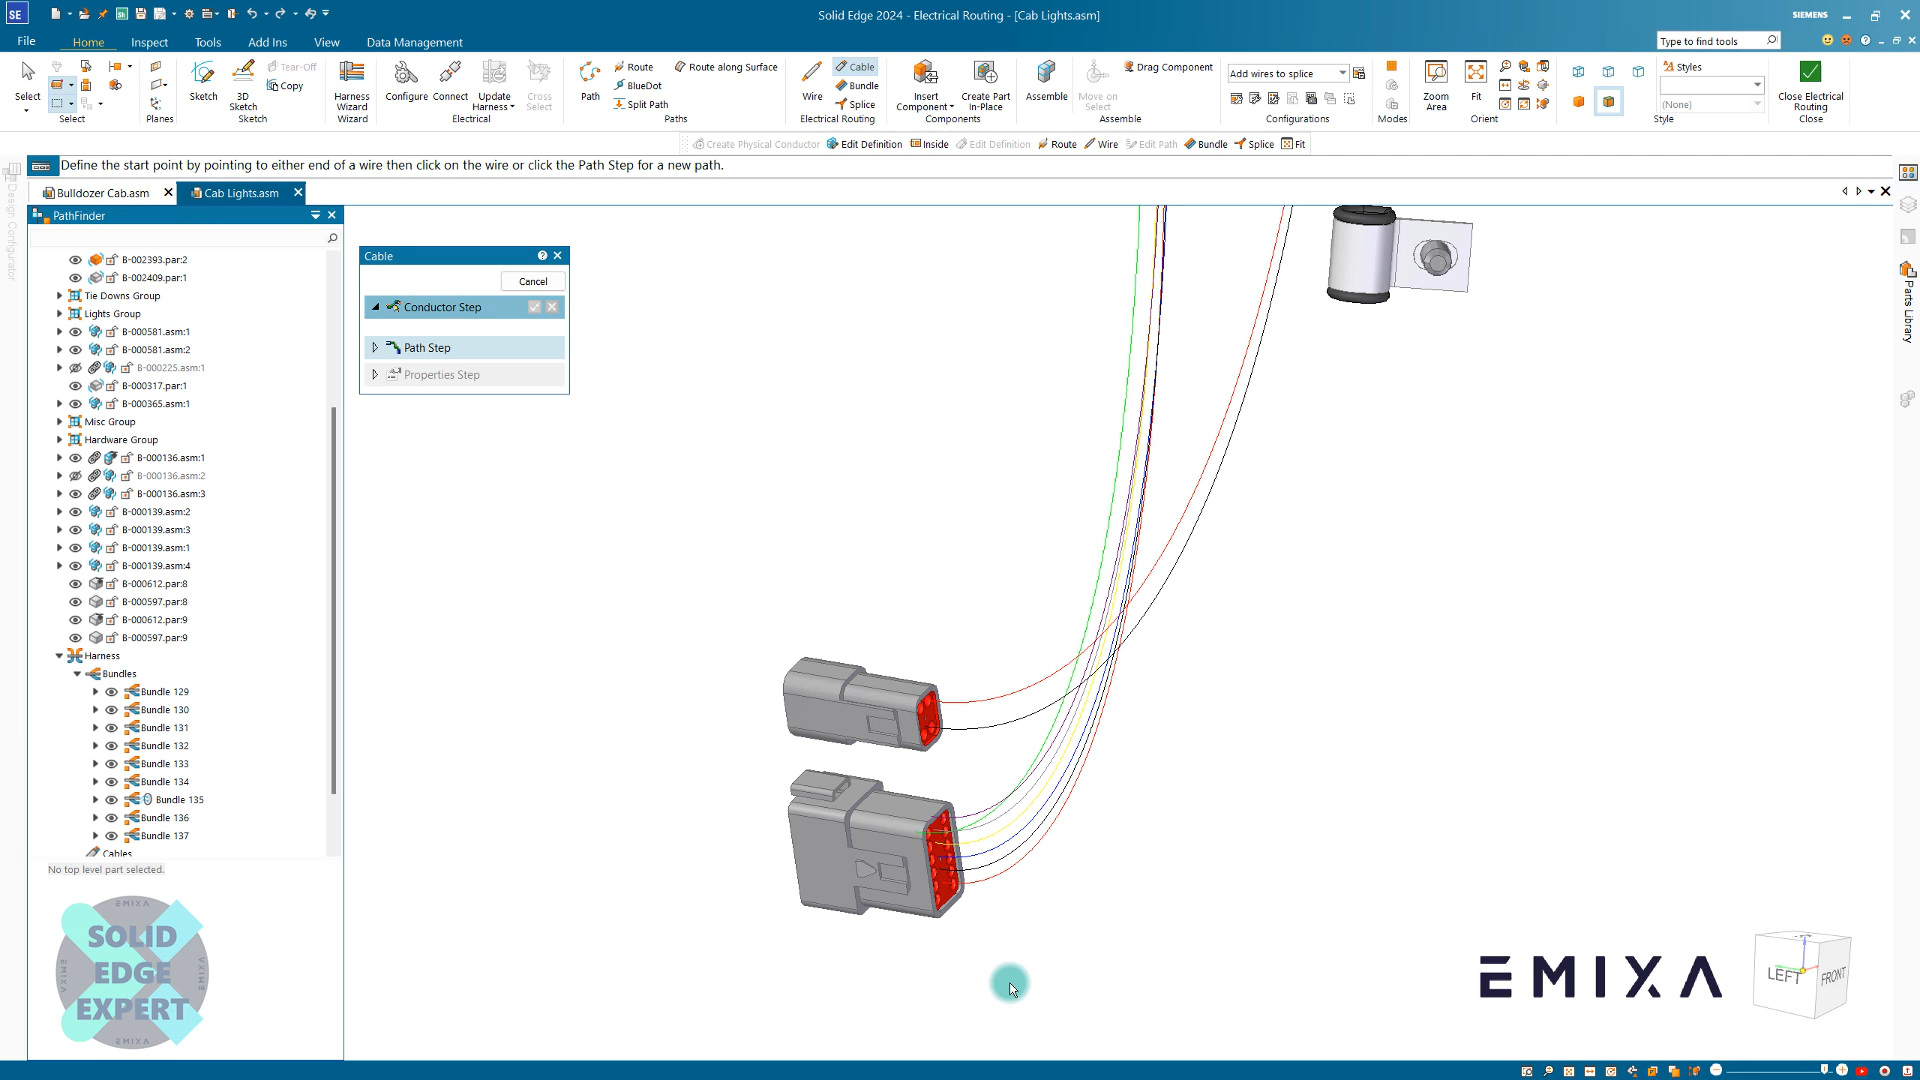 Solid Edge 2024 - Electrical Routing - [Cab Lights.asm]
SIEMENS
File
Home
Inspect
Tools
Add Ins
View
Data Management
Type to find tools
Select
Select
Planes
Sketch
3D Sketch
Tear-Off
Copy
Sketch
Harness Wizard
Harness Wizard
Configure
Connect
Update Harness
Cross Select
Electrical
Path
Route
BlueDot
Split Path
Route along Surface
Paths
Wire
Cable
Bundle
Splice
Electrical Routing
Insert Component
Create Part In-Place
Components
Assemble
Move on Select
Drag Component
Assemble
Add wires to splice
Configurations
Modes
Zoom Area
Fit
Orient
Styles
(None)
Style
Close Electrical Routing
Close
Create Physical Conductor
Edit Definition
Inside
Edit Definition
Route
Wire
Edit Path
Bundle
Splice
Fit
Define the start point by pointing to either end of a wire then click on the wire or click the Path Step for a new path.
Bulldozer Cab.asm
Cab Lights.asm
Design Configurator
PathFinder
B-002393.par:2
B-002409.par:1
Tie Downs Group
Lights Group
B-000581.asm:1
B-000581.asm:2
B-000225.asm:1
B-000317.par:1
B-000365.asm:1
Misc Group
Hardware Group
B-000136.asm:1
B-000136.asm:2
B-000136.asm:3
B-000139.asm:2
B-000139.asm:3
B-000139.asm:1
B-000139.asm:4
B-000612.par:8
B-000597.par:8
B-000612.par:9
B-000597.par:9
Harness
Bundles
Bundle 129
Bundle 130
Bundle 131
Bundle 132
Bundle 133
Bundle 134
Bundle 135
Bundle 136
Bundle 137
Cables
No top level part selected.
Cable
Cancel
Conductor Step
Path Step
Properties Step
Parts Library
EMIXA
SOLID
EDGE
EXPERT
EMIXA
EMIXA
EMIXA
EMIXA
LEFT
FRONT